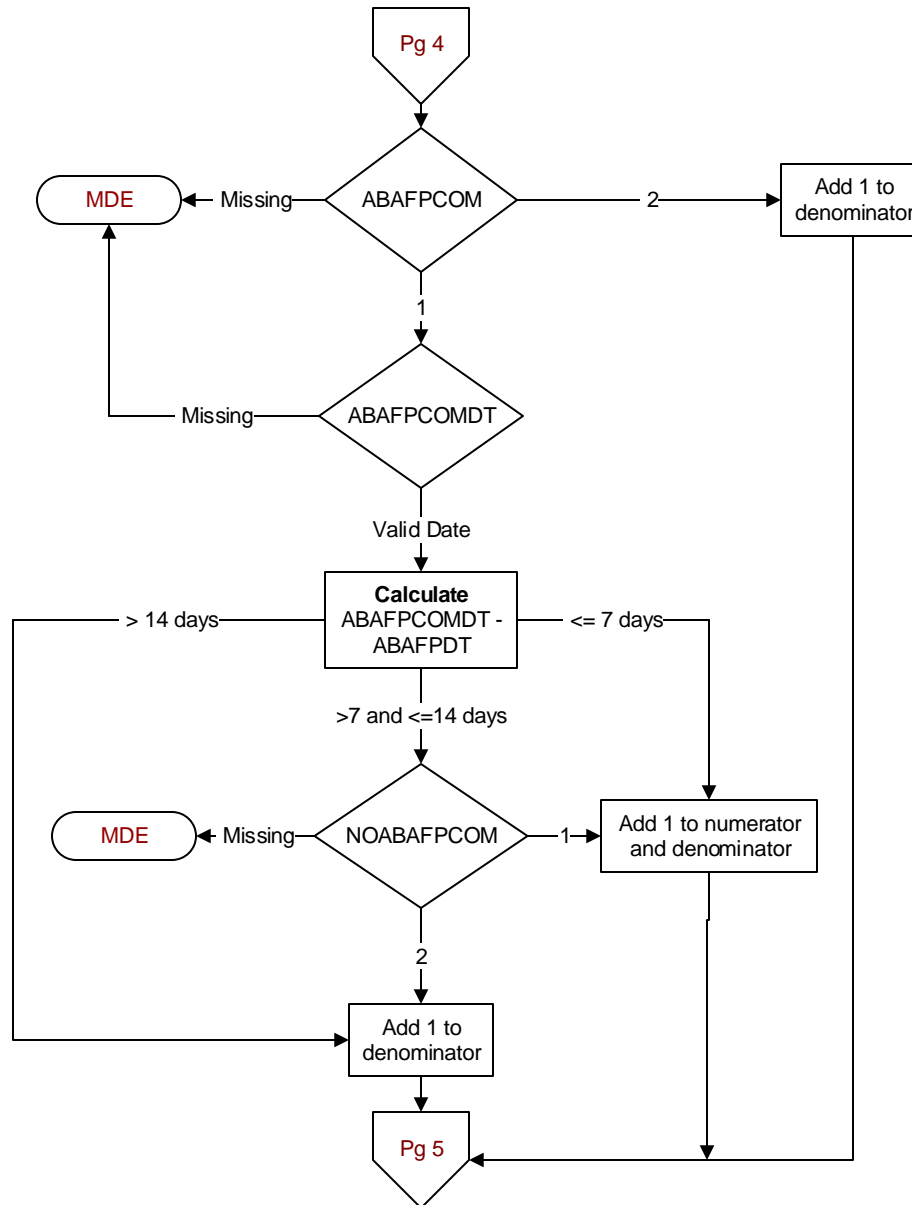 Pg 4
MDE
Missing
ABAFPCOM
2
Add 1 to
denominator
1
Missing
ABAFPCOMDT
Valid Date
> 14 days
Calculate
ABAFPCOMDT -
ABAFPDT
<= 7 days
>7 and <=14 days
MDE
Missing
NOABAFPCOM
1
Add 1 to numerator
and denominator
2
Add 1 to
denominator
Pg 5